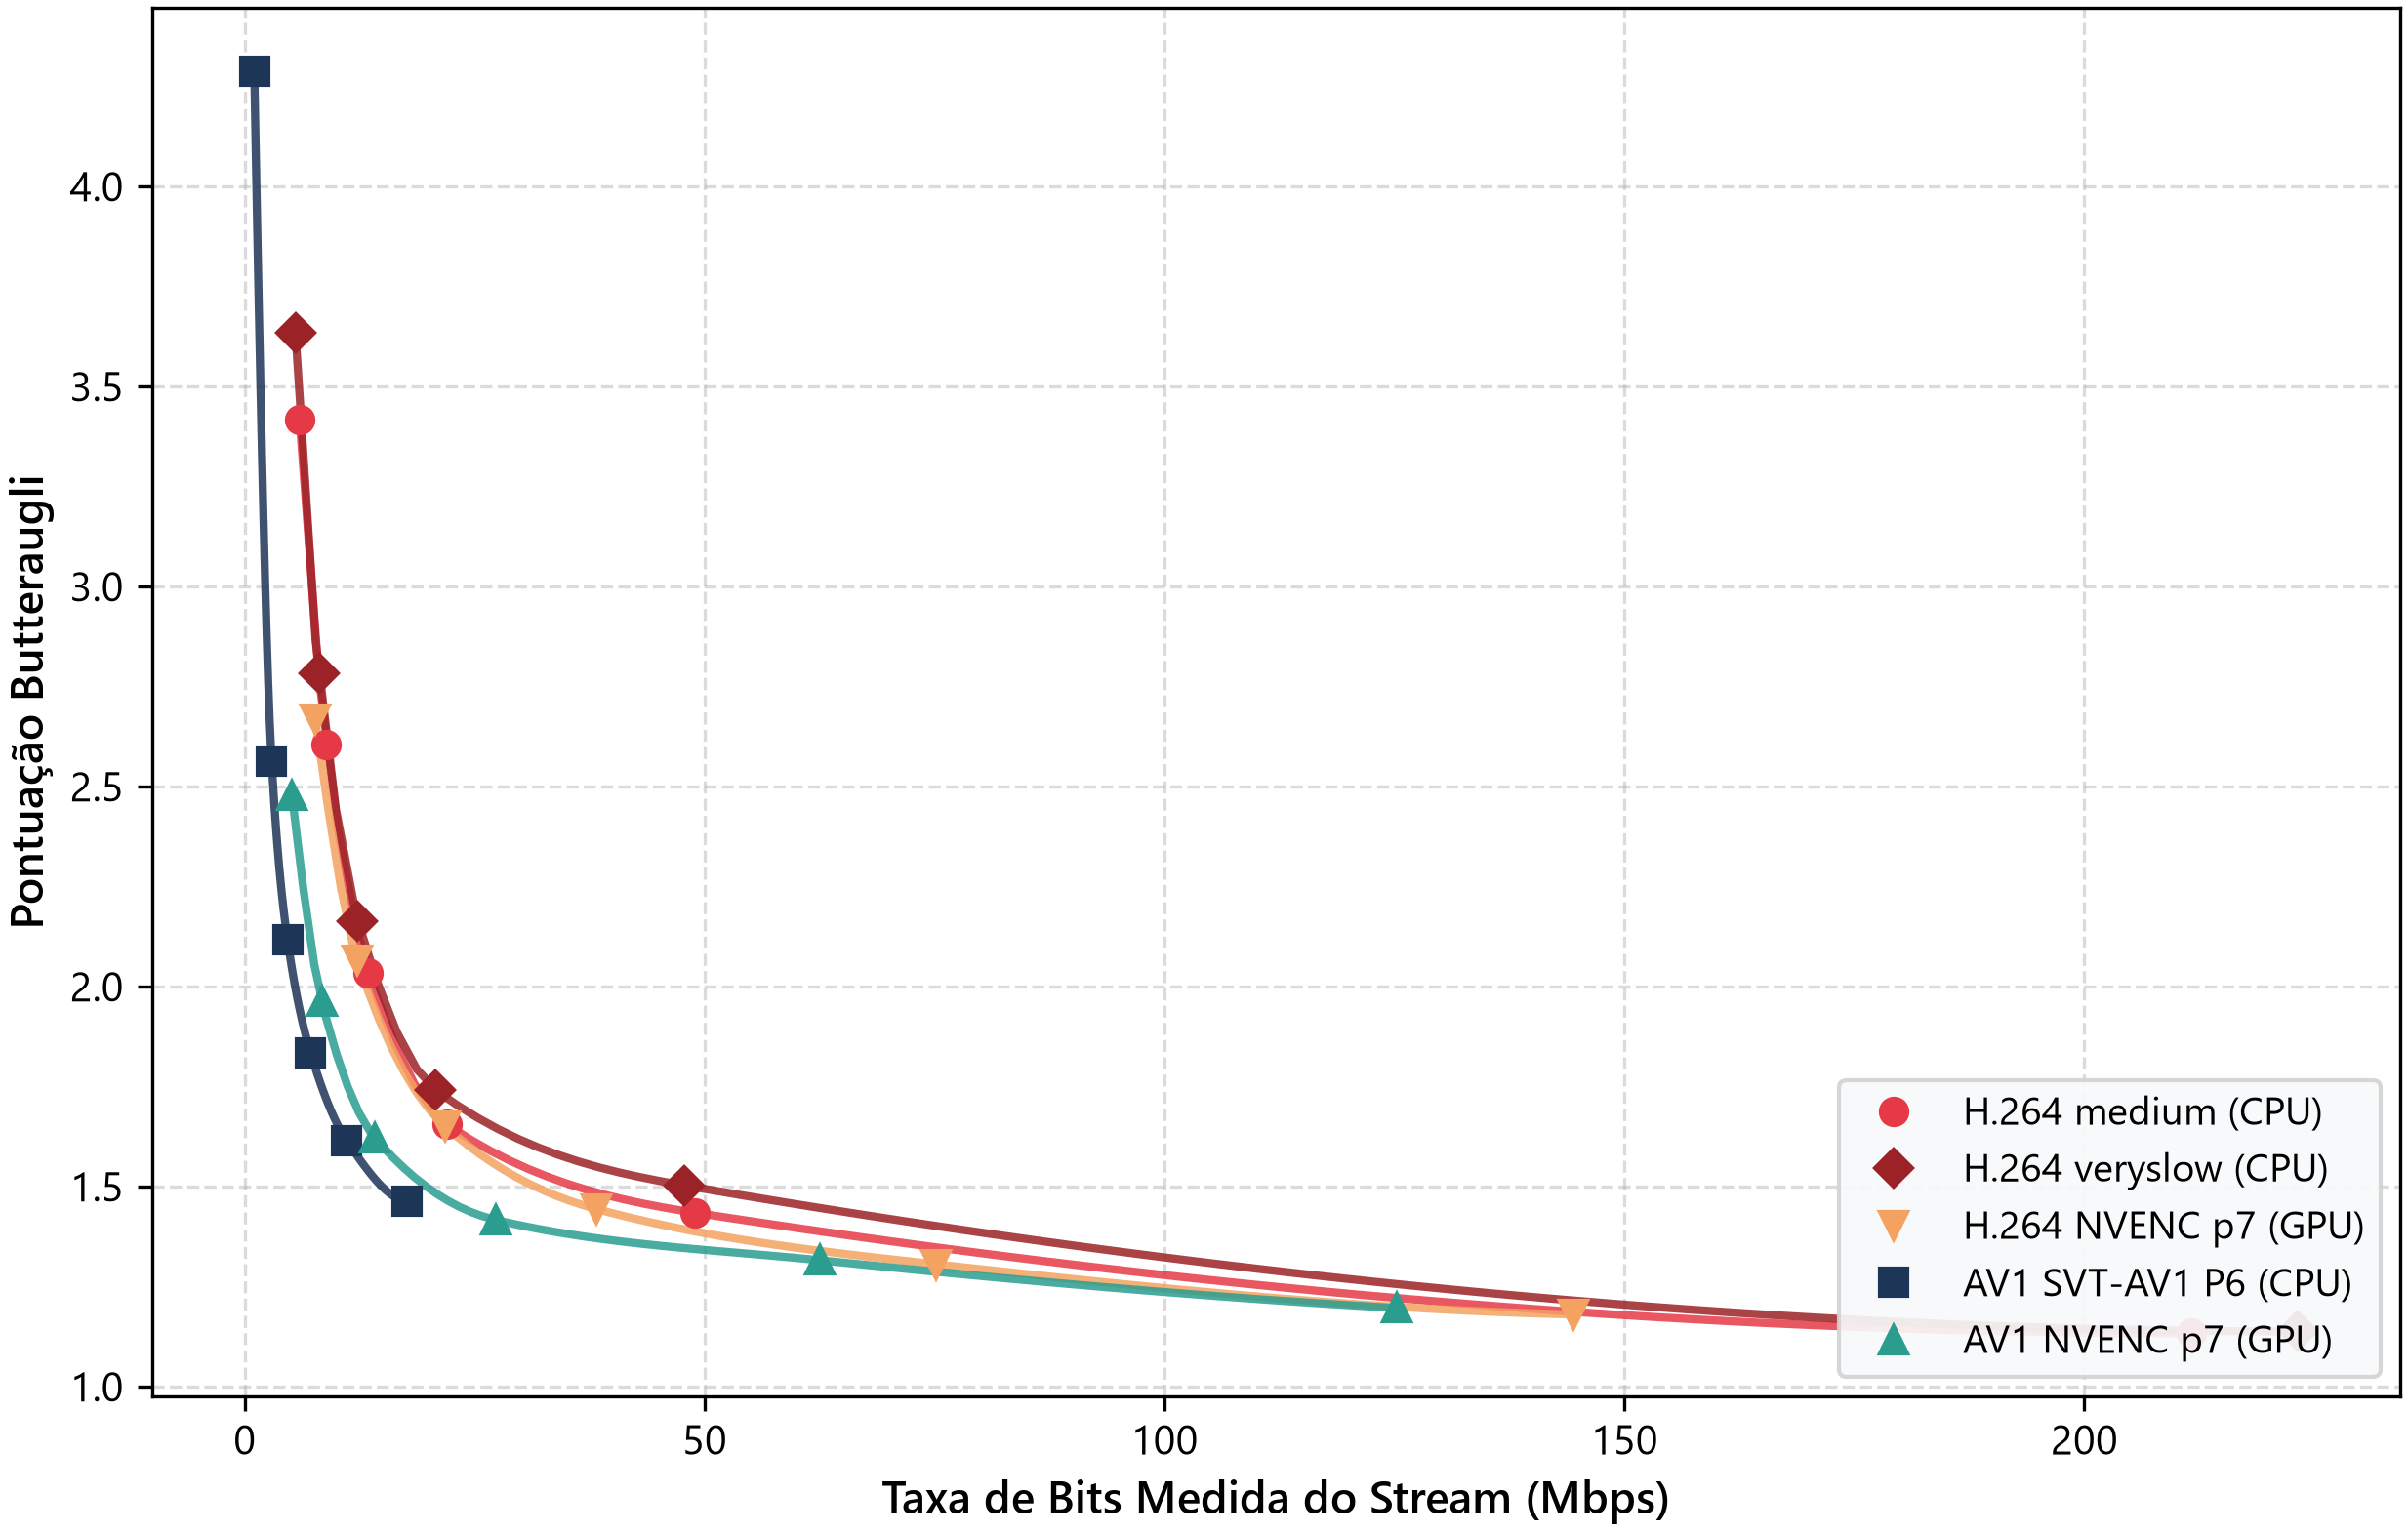 Pontuação Butteraugli
4.0
3.5
3.0
2.5
2.0
1.5
1.0
0
50
100
150
200
Taxa de Bits Medida do Stream (Mbps)
H.264 medium (CPU)
H.264 veryslow (CPU)
H.264 NVENC p7 (GPU)
AV1 SVT-AV1 P6 (CPU)
AV1 NVENC p7 (GPU)